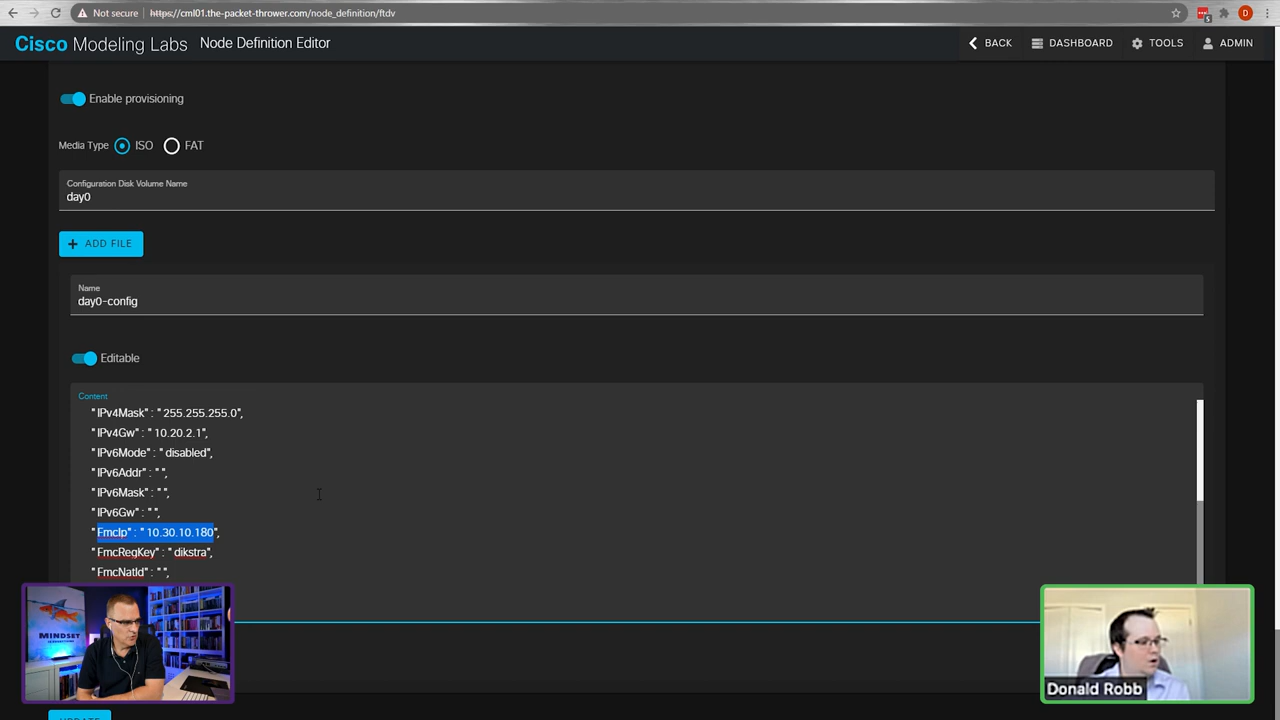 Not secure https://cml01.the-packet-thrower.com/node_definition/ftdv
5
D
Cisco Modeling Labs Node Definition Editor
BACK DASHBOARD TOOLS ADMIN
Enable provisioning
Media Type ISO FAT
Configuration Disk Volume Name
day0
+ ADD FILE
Name
day0-config
Editable
Content
"IPv4Mask" : "255.255.255.0",
"IPv4Gw" : "10.20.2.1",
"IPv6Mode" : "disabled",
"IPv6Addr" : "",
"IPv6Mask" : "",
"IPv6Gw" : "",
"FmcIp" : "10.30.10.180",
"FmcRegKey" : "dikstra",
"FmcNatId" : "",
MINDSET
Donald Robb
UPDATE